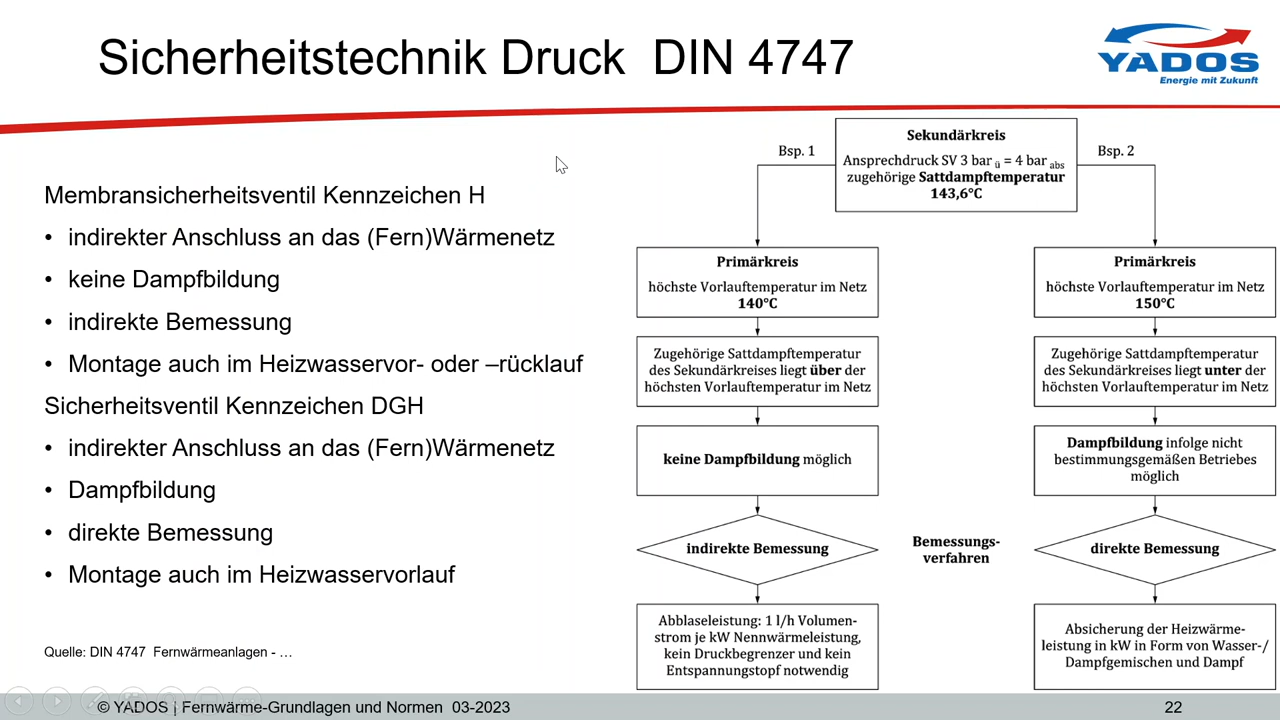 Sicherheitstechnik Druck  DIN 4747
YADOS
Energie mit Zukunft
Membransicherheitsventil Kennzeichen H
• indirekter Anschluss an das (Fern)Wärmenetz
• keine Dampfbildung
• indirekte Bemessung
• Montage auch im Heizwasservor- oder –rücklauf
Sicherheitsventil Kennzeichen DGH
• indirekter Anschluss an das (Fern)Wärmenetz
• Dampfbildung
• direkte Bemessung
• Montage auch im Heizwasservorlauf
Quelle: DIN 4747  Fernwärmeanlagen - …
Sekundärkreis
Ansprechdruck SV 3 bar ü = 4 bar abs
zugehörige Sattdampftemperatur
143,6°C
Bsp. 1
Primärkreis
höchste Vorlauftemperatur im Netz
140°C
Zugehörige Sattdampftemperatur
des Sekundärkreises liegt über der
höchsten Vorlauftemperatur im Netz
keine Dampfbildung möglich
indirekte Bemessung
Abblaseleistung: 1 l/h Volumen-
strom je kW Nennwärmeleistung,
kein Druckbegrenzer und kein
Entspannungstopf notwendig
Bemessungs-
verfahren
Bsp. 2
Primärkreis
höchste Vorlauftemperatur im Netz
150°C
Zugehörige Sattdampftemperatur
des Sekundärkreises liegt unter der
höchsten Vorlauftemperatur im Netz
Dampfbildung infolge nicht
bestimmungsgemäßen Betriebes
möglich
direkte Bemessung
Absicherung der Heizwärme-
leistung in kW in Form von Wasser-/
Dampfgemischen und Dampf
© YADOS | Fernwärme-Grundlagen und Normen  03-2023
22